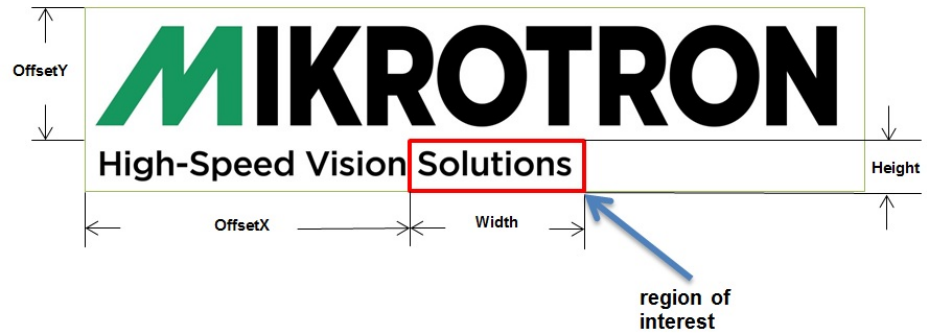 OffsetY
MIKROTRON
High-Speed Vision Solutions
Height
OffsetX
Width
region of
interest